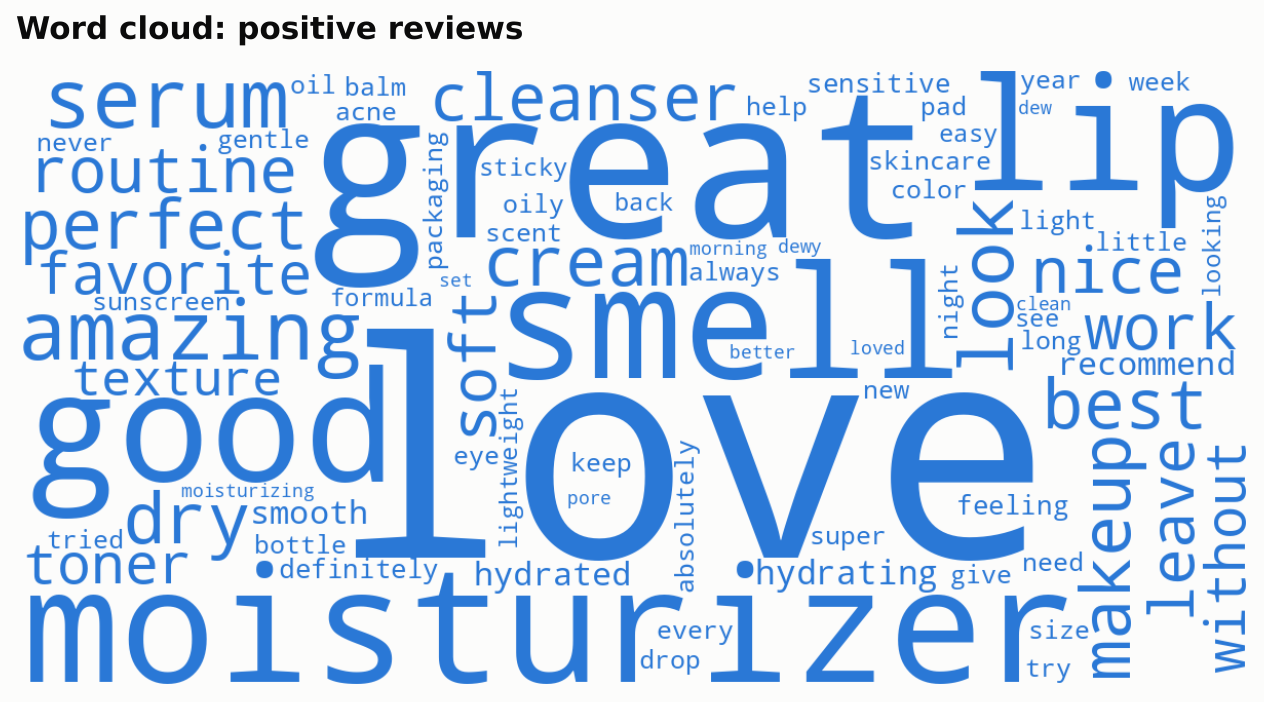 Word cloud: positive reviews
serum
oil
balm
cleanser
sensitive
lip
year
week
acne
help
pad
dew
never
gentle
great
easy
routine
packaging
sticky
skincare
color
perfect
oily
back
scent
look
light
looking
favorite
cream
morning
dewy
little
always
nice
set
sunscreen
formula
soft
smell
night
clean
see
amazing
long
work
better
loved
recommend
texture
good
love
new
best
eye
lightweight
keep
absolutely
makeup
leave
without
moisturizing
pore
dry
smooth
feeling
tried
bottle
super
toner
definitely
hydrated
hydrating
give
need
moisturizer
every
size
drop
try